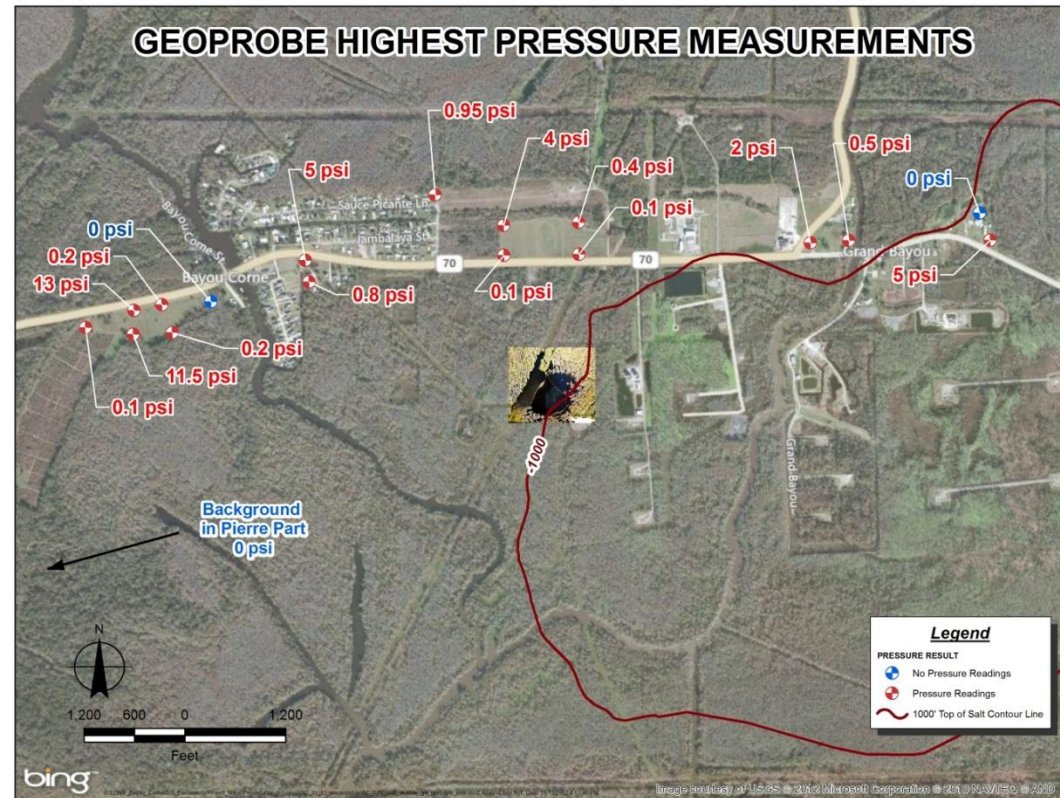 GEOPROBE HIGHEST PRESSURE MEASUREMENTS
0.95 psi
4 psi
5 psi
0.4 psi
2 psi
0.5 psi
0 psi
0.1 psi
Sauce Picante Ln
Jambalaya St
Bayou Corne St
0 psi
0.2 psi
13 psi
Bayou Corne
70
70
Grand Bayou
5 psi
0.8 psi
0.1 psi
0.2 psi
11.5 psi
0.1 psi
-1000
Grand Bayou
Background
in Pierre Part
0 psi
N
1,200 600 0 1,200
Feet
Legend
PRESSURE RESULT
No Pressure Readings
Pressure Readings
1000' Top of Salt Contour Line
bing
Image courtesy of USGS © 2012 Microsoft Corporation © 2010 NAVTEQ © AND